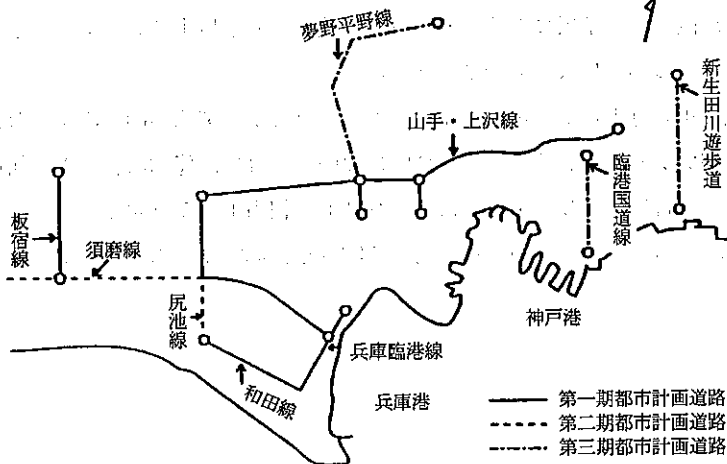 夢野平野線
山手・上沢線
新生田川遊歩道
臨港国道線
板宿線
須磨線
尻池線
神戸港
兵庫臨港線
和田線
兵庫港
第一期都市計画道路
第二期都市計画道路
第三期都市計画道路